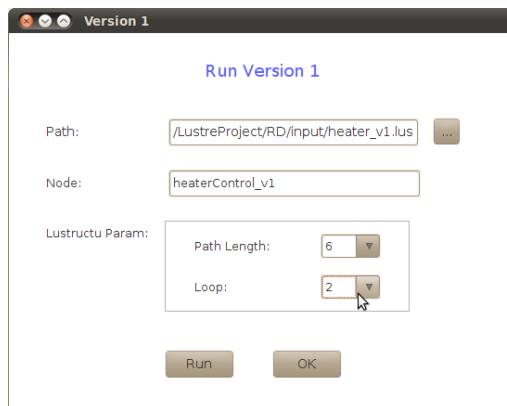 Version 1
Run Version 1
Path: /LustreProject/RD/input/heater_v1.lus ...
Node: heaterControl_v1
Lustructu Param:
Path Length: 6
Loop: 2
Run OK